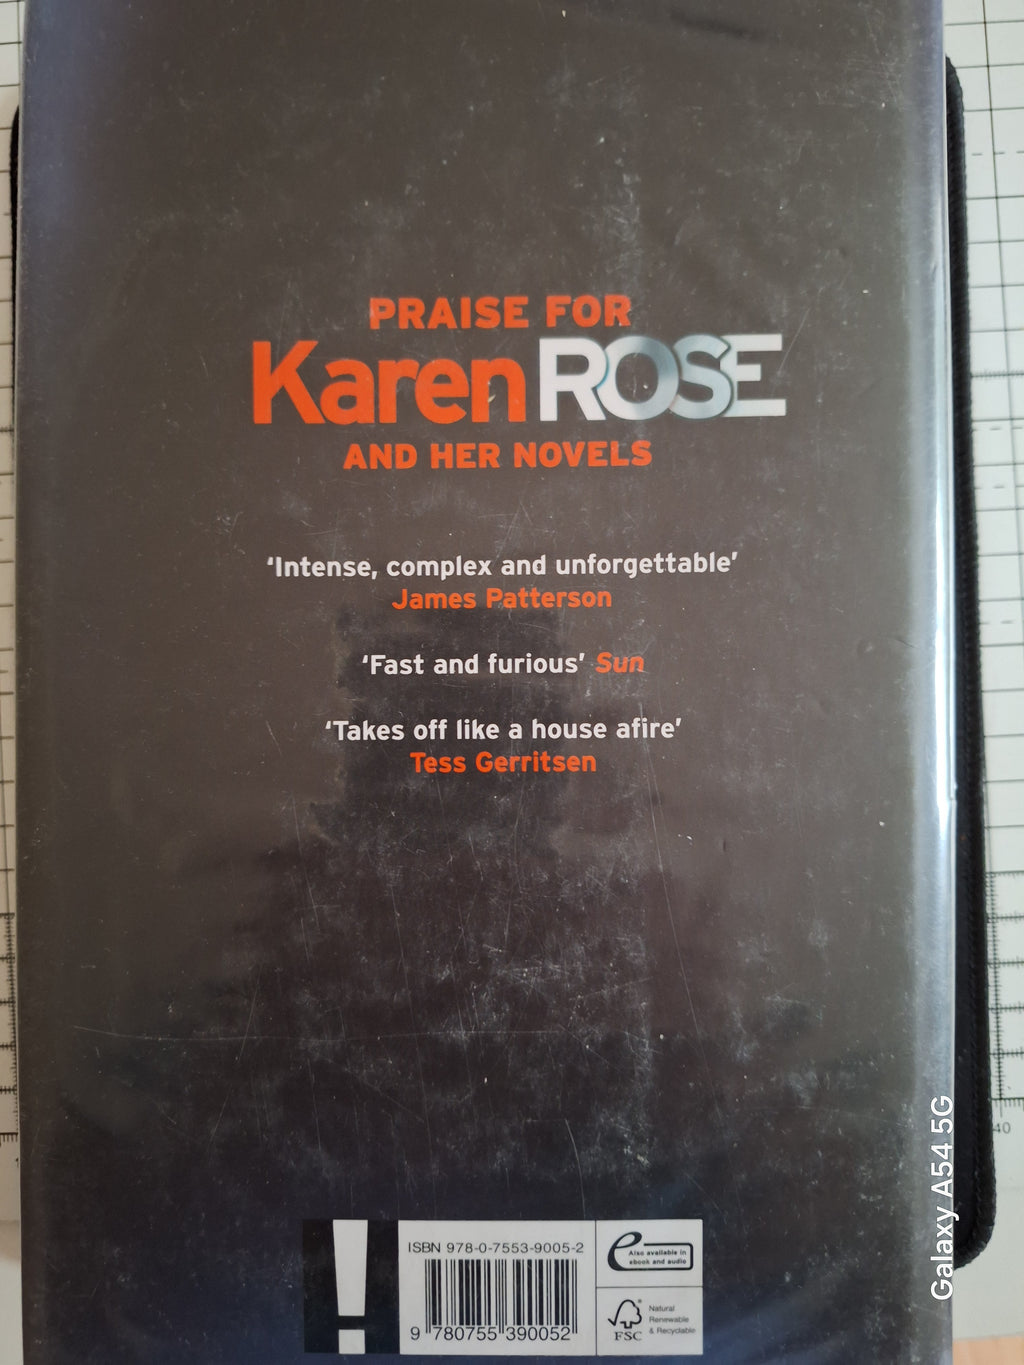 PRAISE FOR
Karen ROSE
AND HER NOVELS
‘Intense, complex and unforgettable’
James Patterson
‘Fast and furious’ Sun
‘Takes off like a house afire’
Tess Gerritsen
!
ISBN 978-0-7553-9005-2
9 780755 390052
e
Also available in
ebook and audio
FSC
Natural
Renewable
& Recyclable
Galaxy A54 5G
40